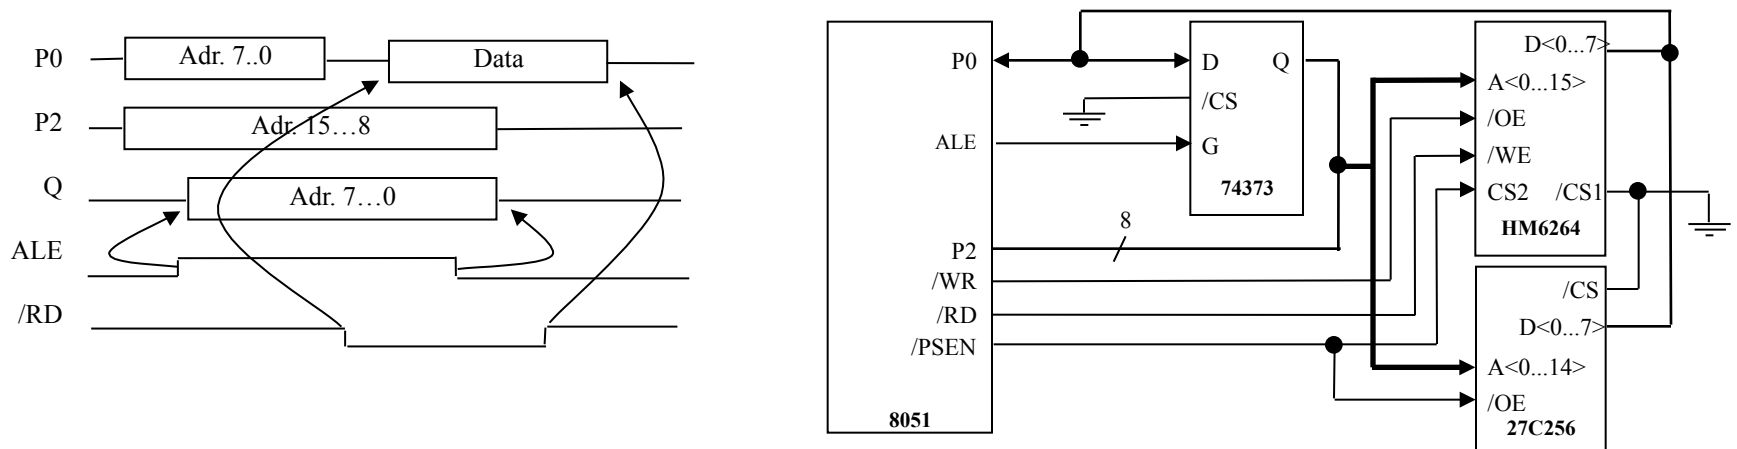 P0 Adr. 7..0 Data
P2 Adr. 15…8
Q Adr. 7…0
ALE
/RD
P0
ALE
P2
/WR
/RD
/PSEN
8051
8
D Q
/CS
G
74373
D<0...7>
A<0...15>
/OE
/WE
CS2 /CS1
HM6264
/CS
D<0...7>
A<0...14>
/OE
27C256